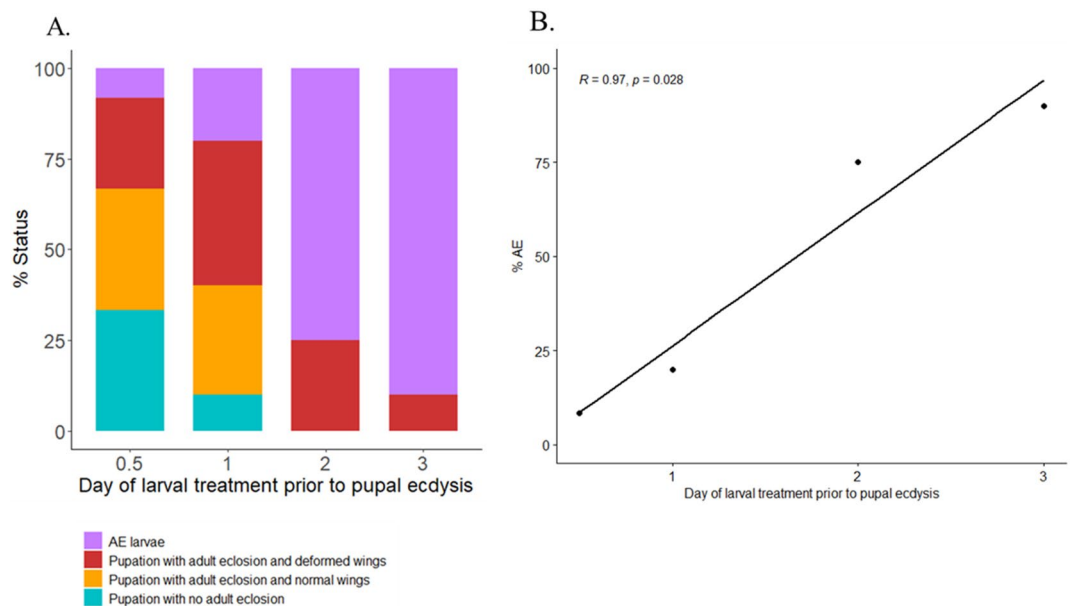 A.
100
75
50
25
0
% Status
0.5 1 2 3
Day of larval treatment prior to pupal ecdysis
AE larvae
Pupation with adult eclosion and deformed wings
Pupation with adult eclosion and normal wings
Pupation with no adult eclosion
B.
R = 0.97, p = 0.028
100
75
50
25
0
% AE
1 2 3
Day of larval treatment prior to pupal ecdysis